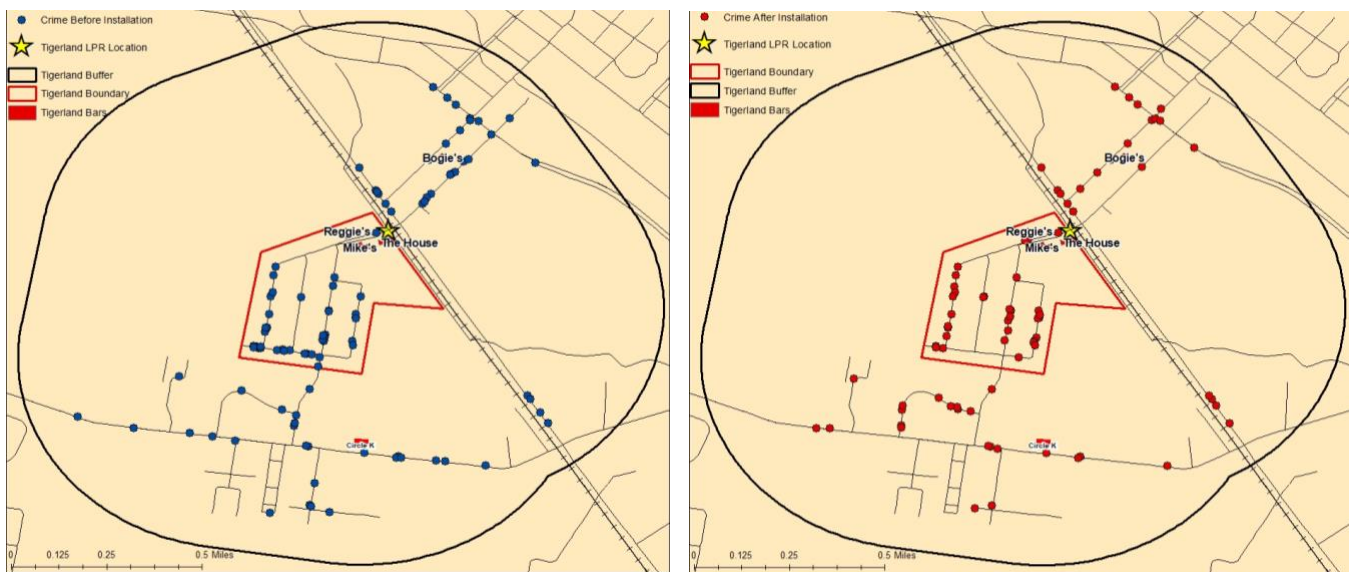 Crime Before Installation
Tigerland LPR Location
Tigerland Buffer
Tigerland Boundary
Tigerland Bars
Bogie's
Reggie's
The House
Mike's
Circle K
0 0.125 0.25 0.5 Miles
Crime After Installation
Tigerland LPR Location
Tigerland Boundary
Tigerland Buffer
Tigerland Bars
Bogie's
Reggie's
The House
Mike's
Circle K
0 0.125 0.25 0.5 Miles